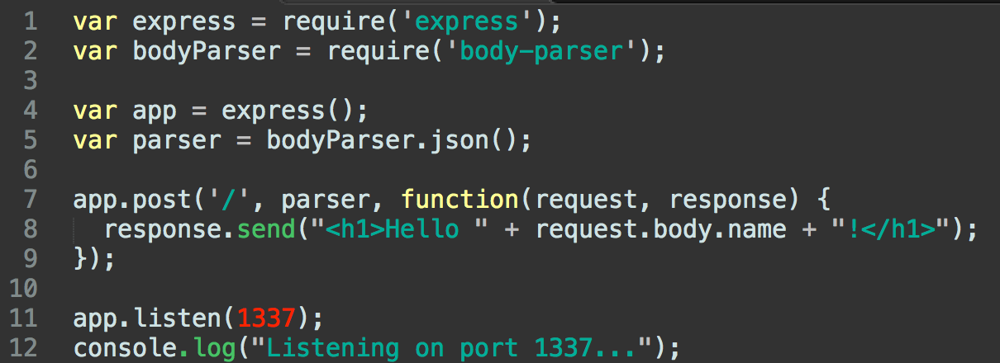 1 var express = require('express');
2 var bodyParser = require('body-parser');
3
4 var app = express();
5 var parser = bodyParser.json();
6
7 app.post('/', parser, function(request, response) {
8   response.send("<h1>Hello " + request.body.name + "!</h1>");
9 });
10
11 app.listen(1337);
12 console.log("Listening on port 1337...");